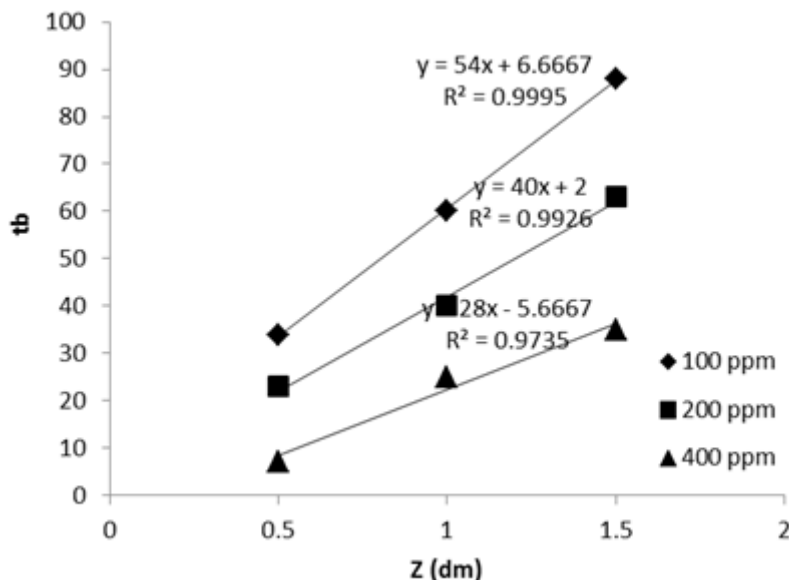 100
90
80
70
60
50
40
30
20
10
0
tb
y = 54x + 6.6667
R² = 0.9995
y = 40x + 2
R² = 0.9926
y 28x - 5.6667
R² = 0.9735
100 ppm
200 ppm
400 ppm
0
0.5
1
1.5
2
Z (dm)